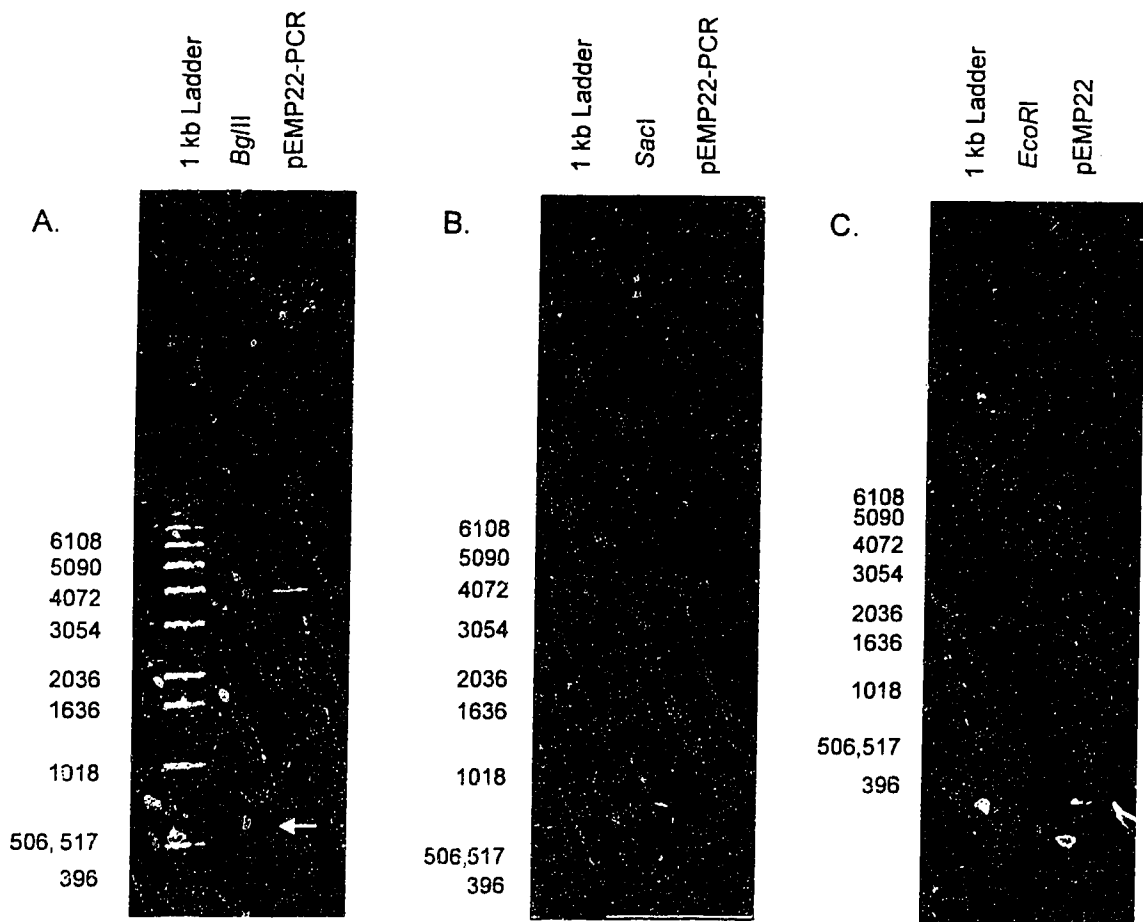 1 kb Ladder
BglII
pEMP22-PCR
A.
6108
5090
4072
3054
2036
1636
1018
506, 517
396
1 kb Ladder
SacI
pEMP22-PCR
B.
6108
5090
4072
3054
2036
1636
1018
506,517
396
1 kb Ladder
EcoRI
pEMP22
C.
6108
5090
4072
3054
2036
1636
1018
506,517
396